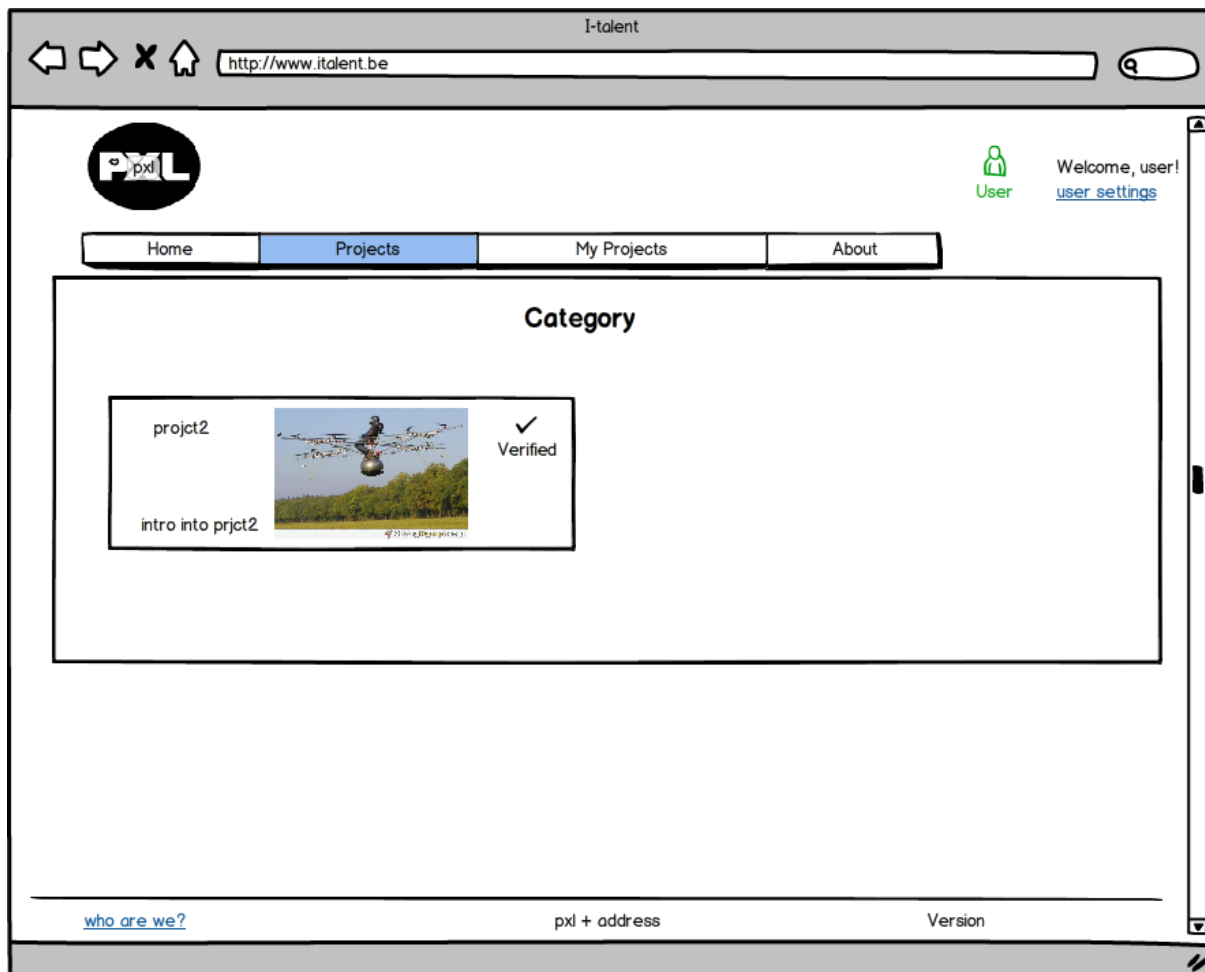 I-talent
http://www.italent.be
PXL
pxl
User
Welcome, user!
user settings
Home
Projects
My Projects
About
Category
projct2
Verified
intro into prjct2
who are we?
pxl + address
Version